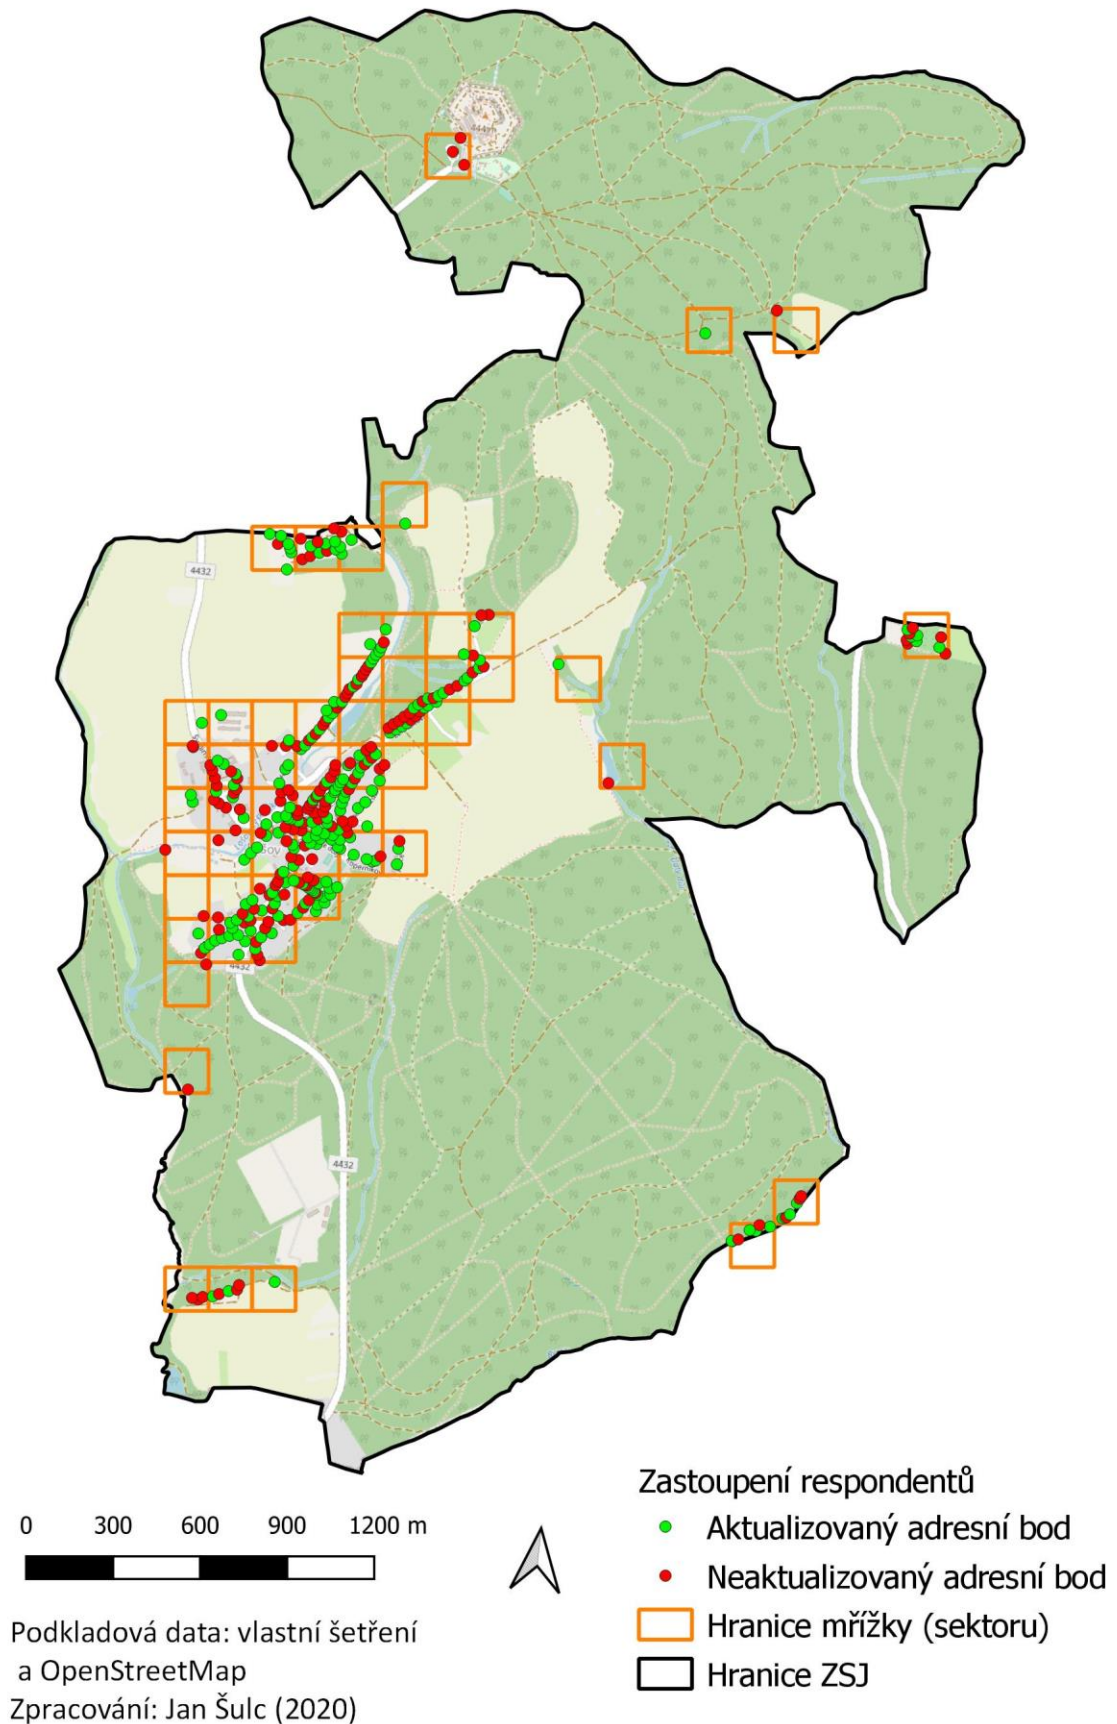 444m
4432
4432
4432
0 300 600 900 1200 m
Zastoupení respondentů
Aktualizovaný adresní bod
Neaktualizovaný adresní bod
Hranice mřížky (sektoru)
Hranice ZSJ
Podkladová data: vlastní šetření
a OpenStreetMap
Zpracování: Jan Šulc (2020)